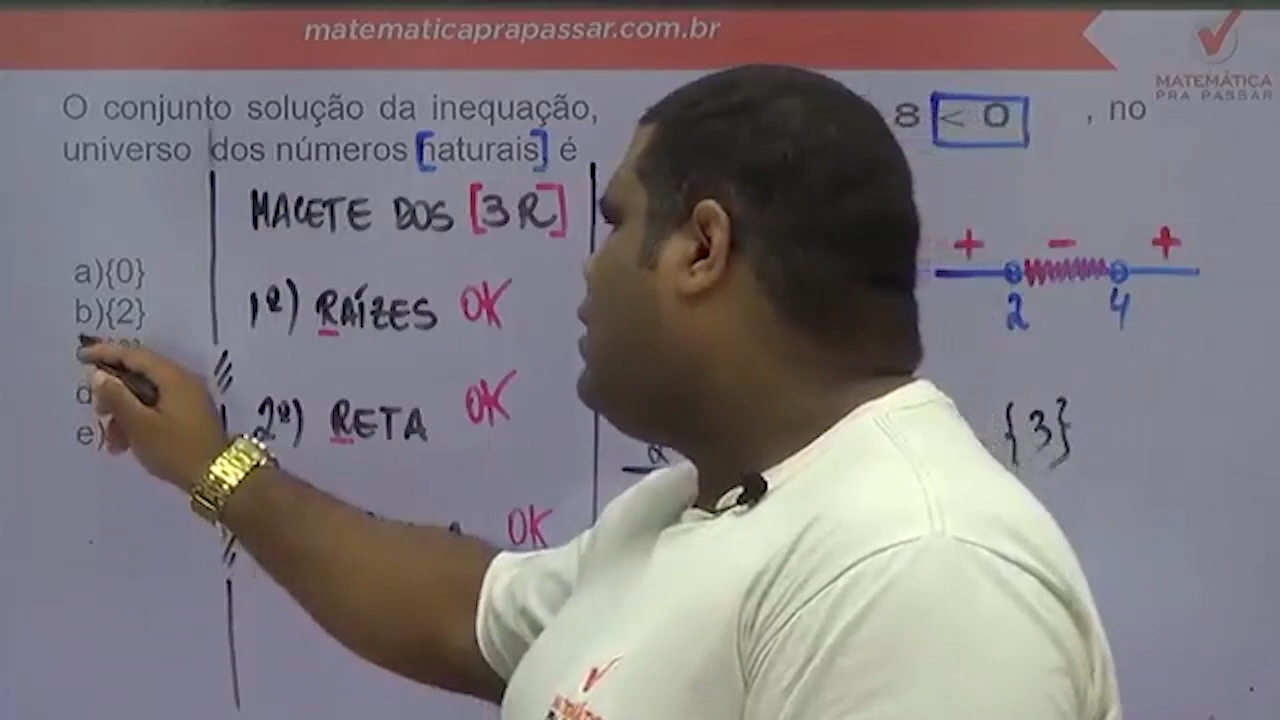 matematicaprapassar.com.br
MATEMÁTICA
PRA PASSAR
O conjunto solução da inequação, 8 < 0 , no
universo dos números [naturais] é
MACETE DOS [3R]
a){0}
b){2}
d
e)
1º) RAÍZES OK
2º) RETA OK
OK
+ - +
2 4
{3}